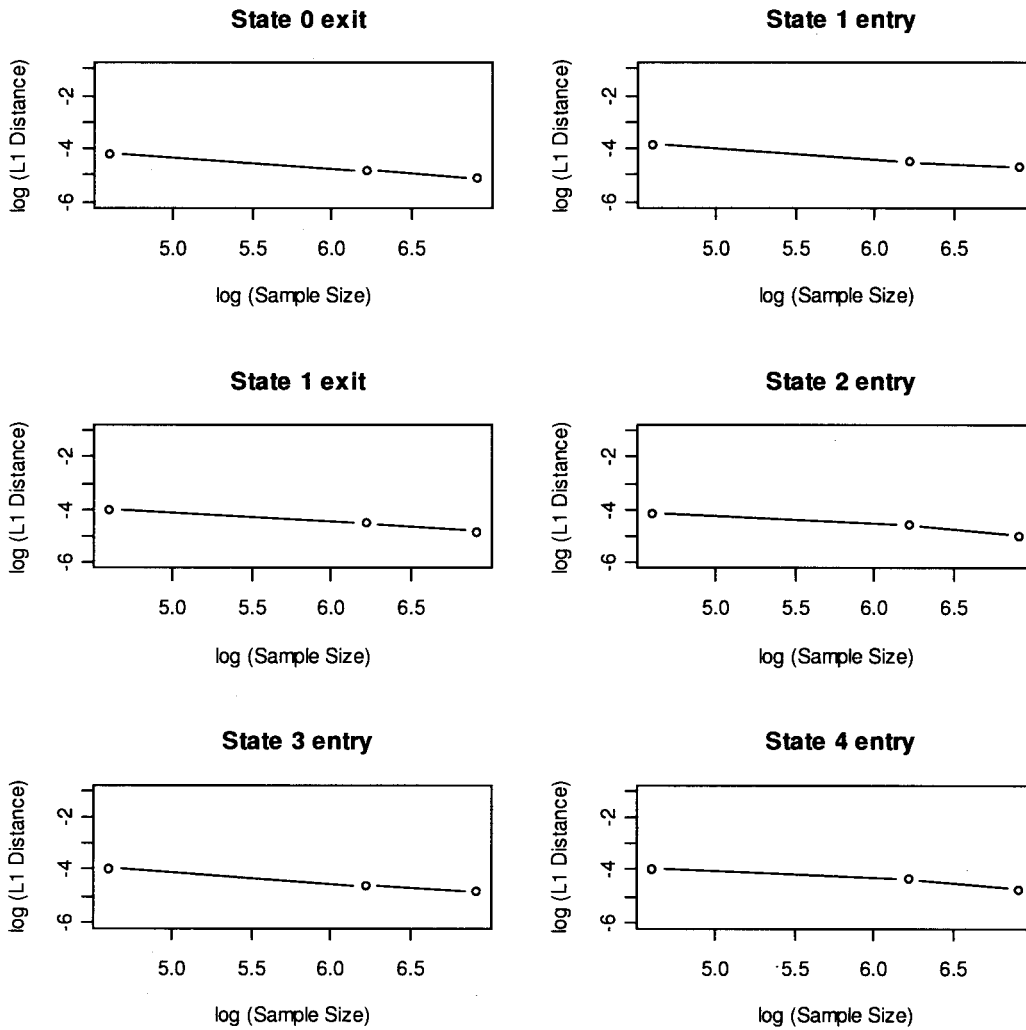 State 0 exit
log (L1 Distance)
-2
-4
-6
5.0 5.5 6.0 6.5
log (Sample Size)
State 1 entry
log (L1 Distance)
-2
-4
-6
5.0 5.5 6.0 6.5
log (Sample Size)
State 1 exit
log (L1 Distance)
-2
-4
-6
5.0 5.5 6.0 6.5
log (Sample Size)
State 2 entry
log (L1 Distance)
-2
-4
-6
5.0 5.5 6.0 6.5
log (Sample Size)
State 3 entry
log (L1 Distance)
-2
-4
-6
5.0 5.5 6.0 6.5
log (Sample Size)
State 4 entry
log (L1 Distance)
-2
-4
-6
5.0 5.5 6.0 6.5
log (Sample Size)